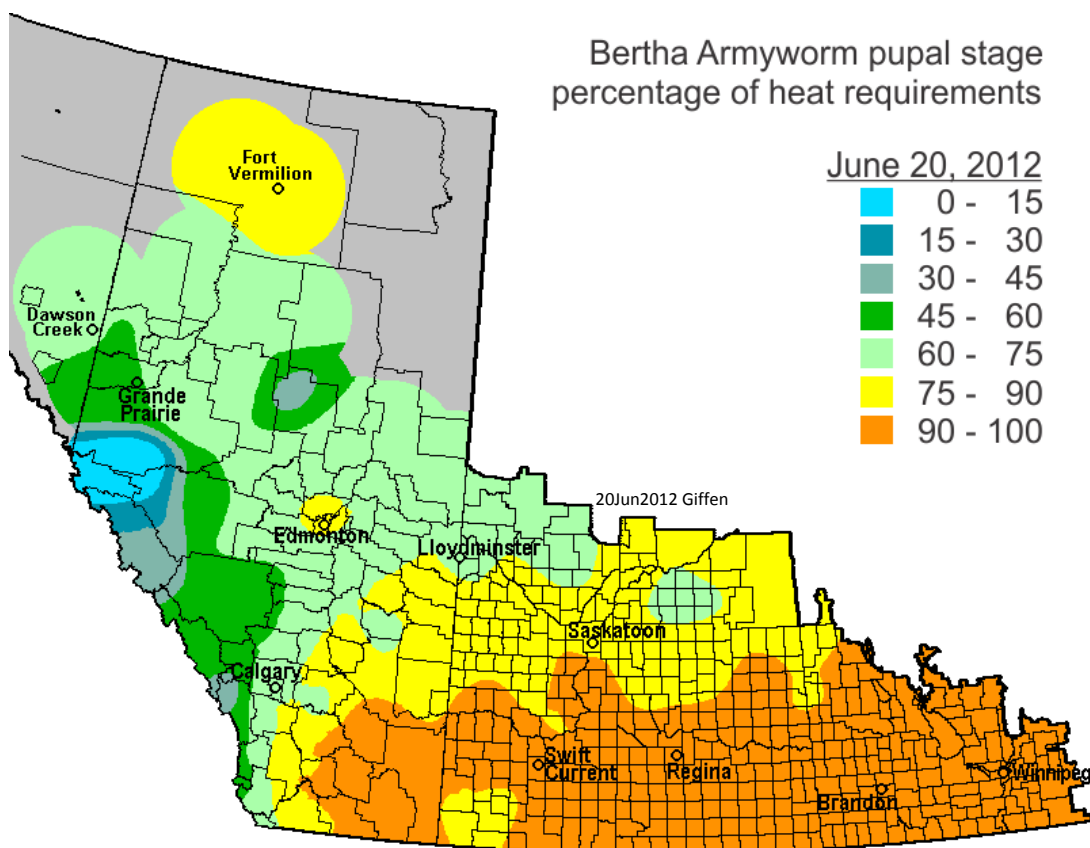 Bertha Armyworm pupal stage
percentage of heat requirements
June 20, 2012
0 - 15
15 - 30
30 - 45
45 - 60
60 - 75
75 - 90
90 - 100
Fort
Vermilion
Dawson
Creek
Grande
Prairie
20Jun2012 Giffen
Edmonton
Lloydminster
Saskatoon
Calgary
Swift
Current
Regina
Winnipeg
Brandon